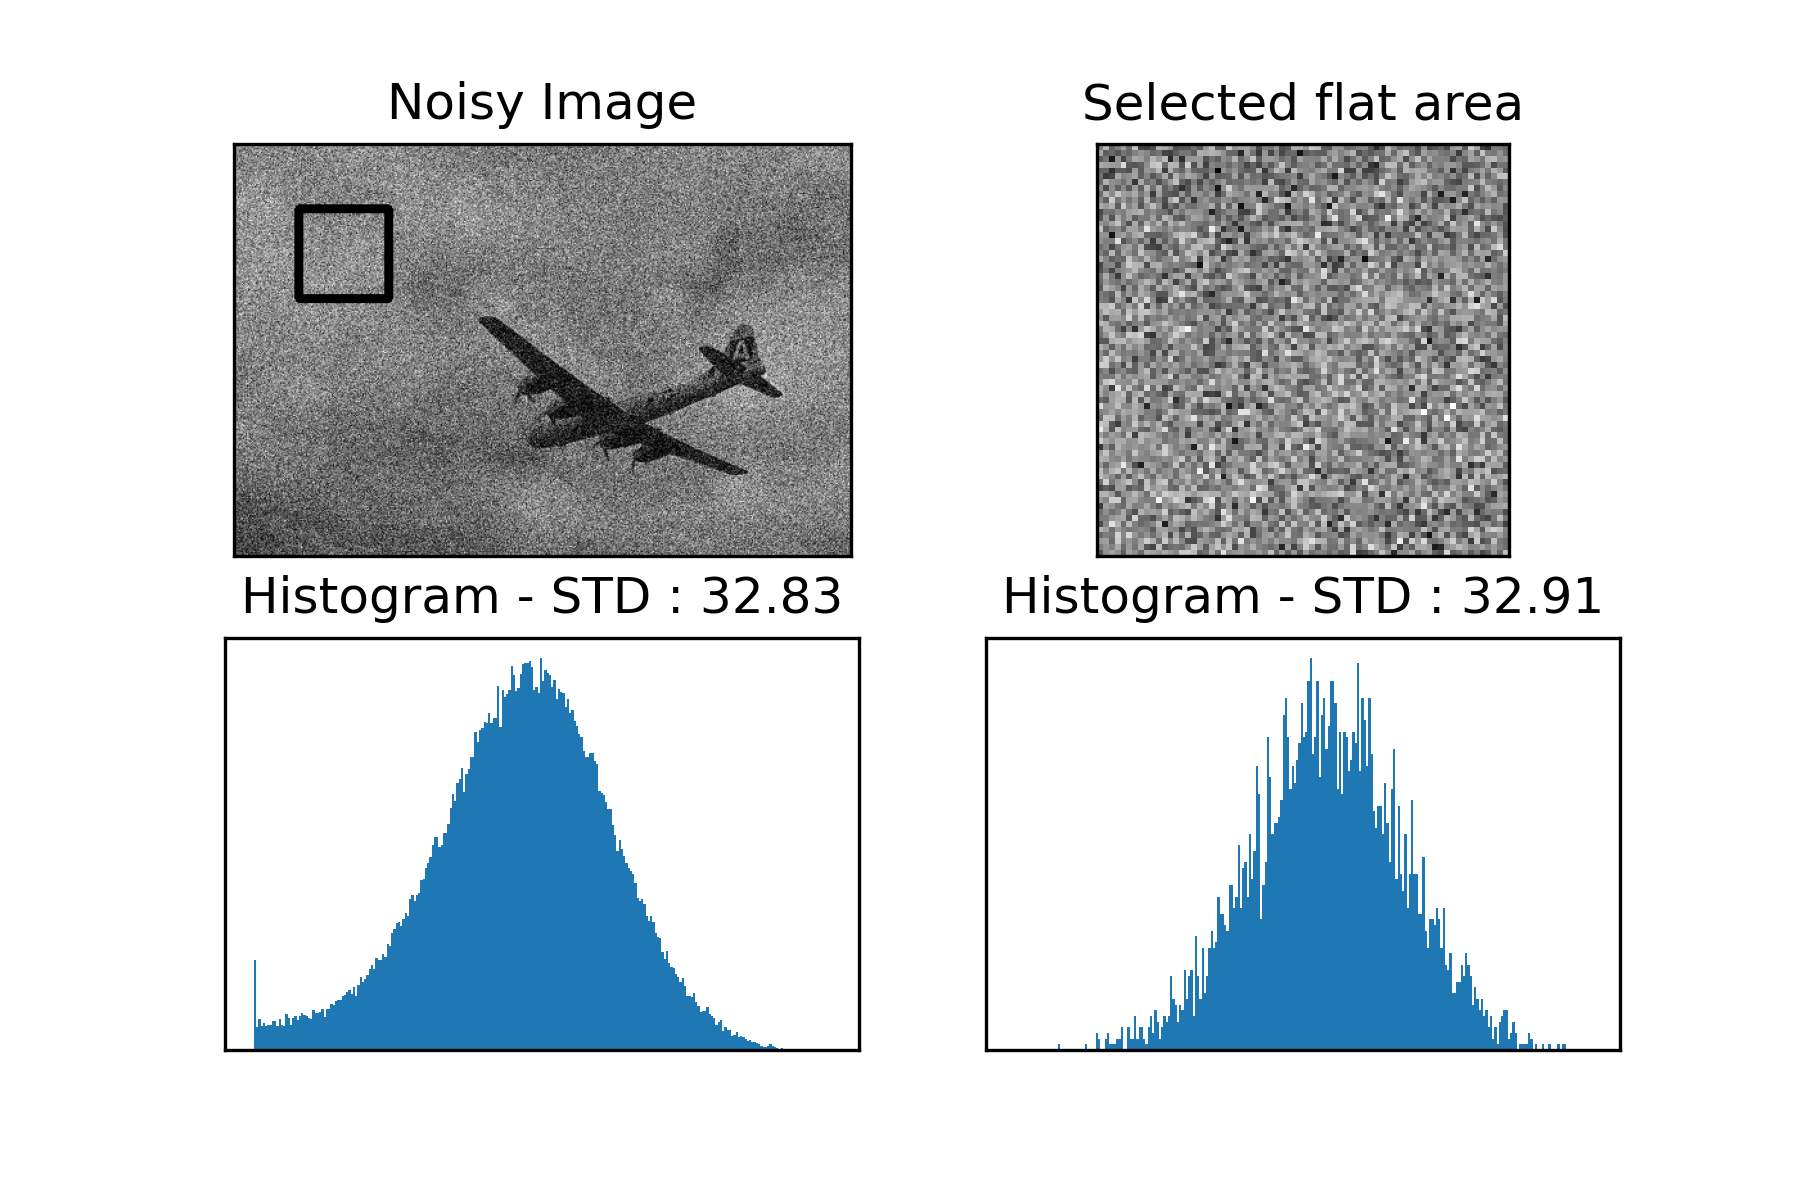 Noisy Image
Selected flat area
A
Histogram - STD : 32.83
Histogram - STD : 32.91